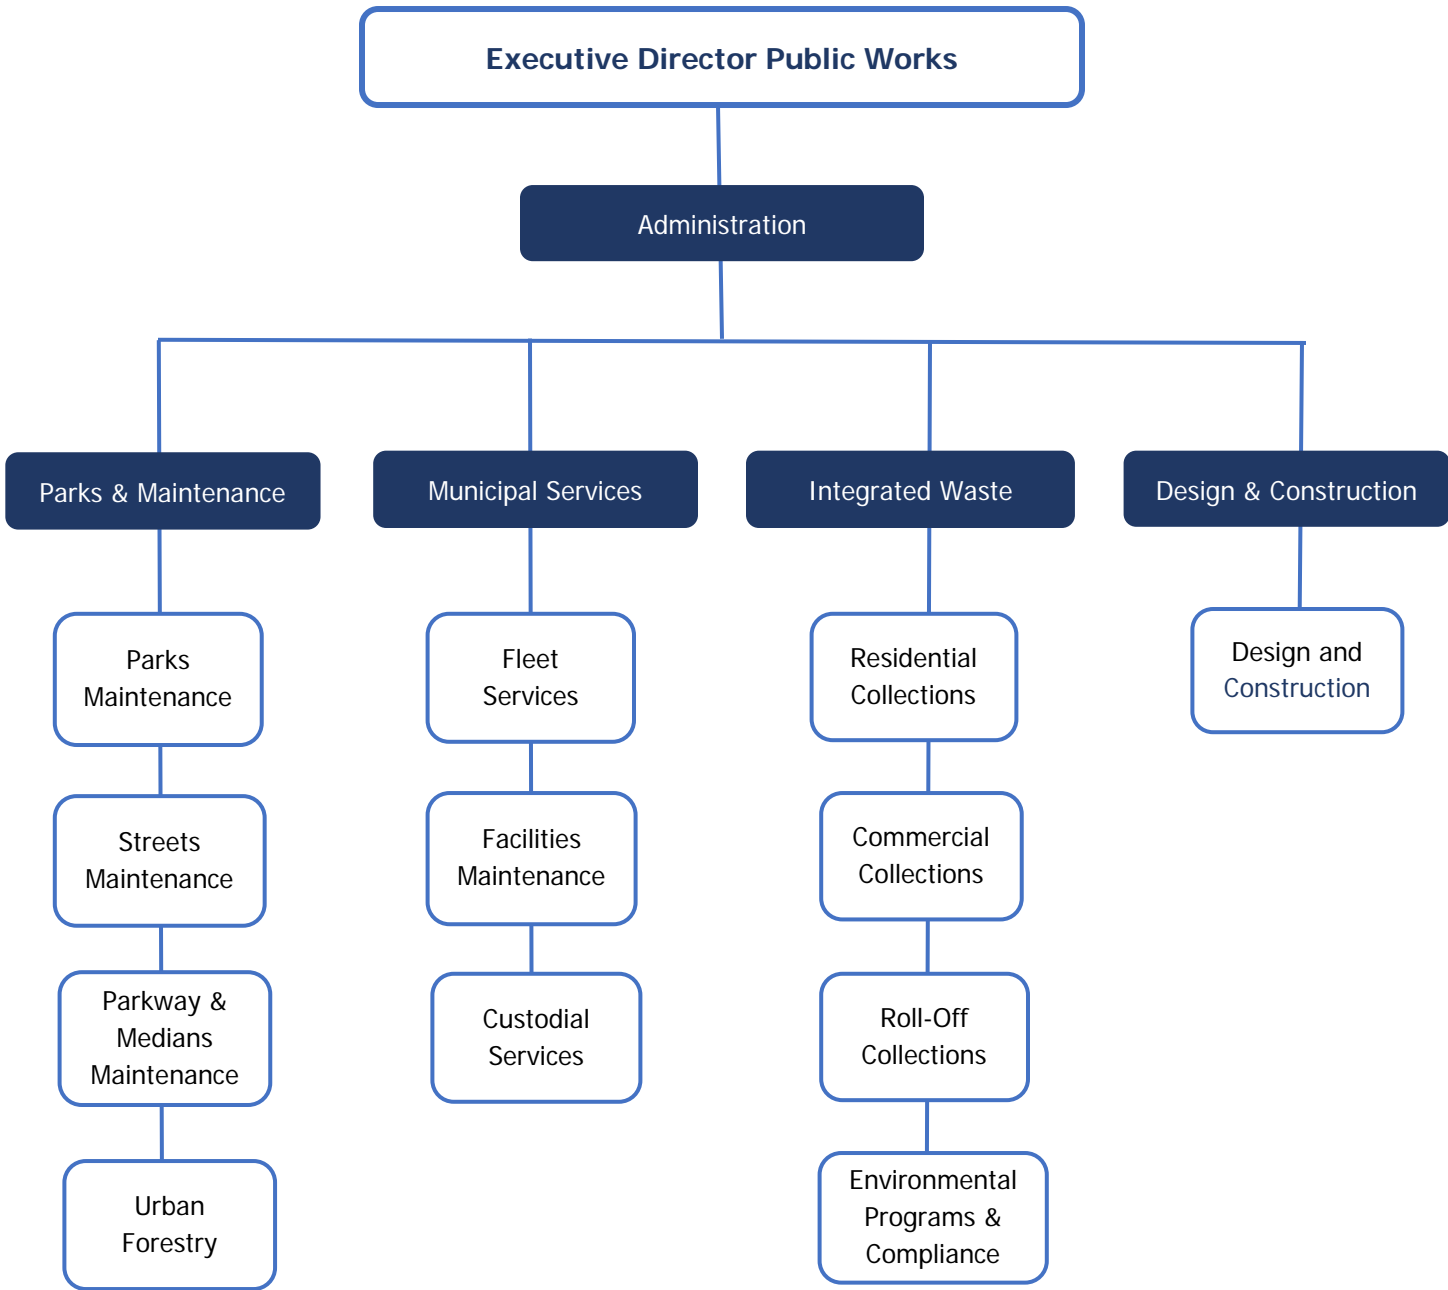 Executive Director Public Works
Administration
Parks & Maintenance
Municipal Services
Integrated Waste
Design & Construction
Parks
Maintenance
Streets
Maintenance
Parkway &
Medians
Maintenance
Urban
Forestry
Fleet
Services
Facilities
Maintenance
Custodial
Services
Residential
Collections
Commercial
Collections
Roll-Off
Collections
Environmental
Programs &
Compliance
Design and
Construction